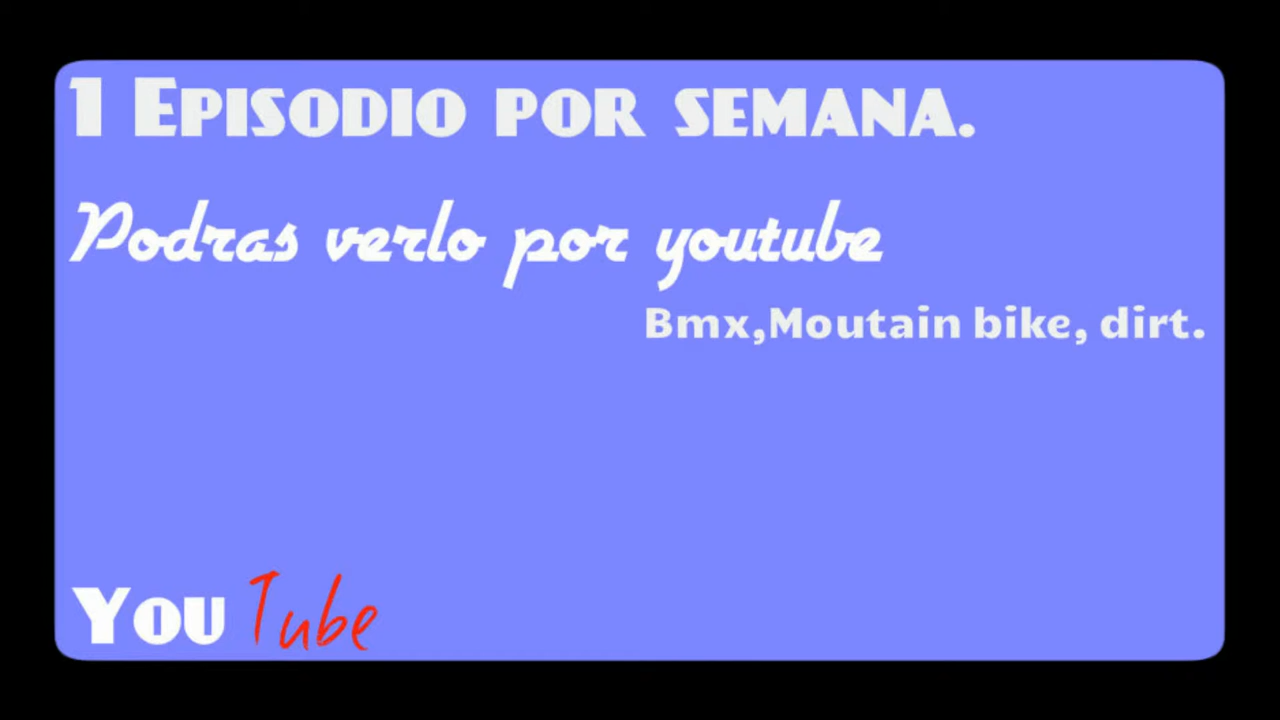 1 Episodio por semana.
Podras verlo por youtube
Bmx,Moutain bike, dirt.
You Tube